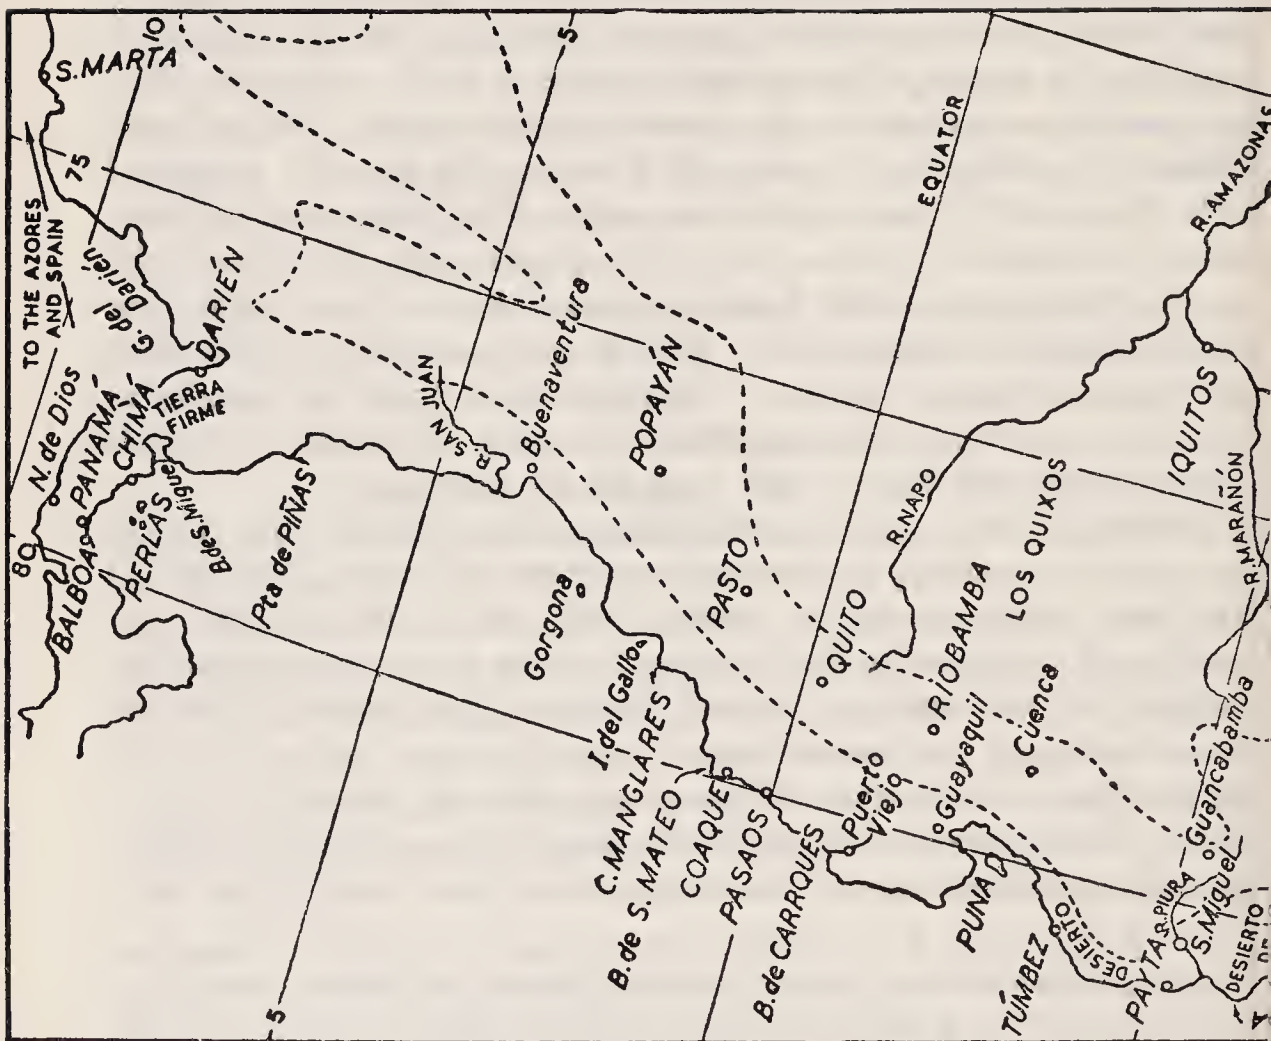 S. MARTA
10
5
75
TO THE AZORES
AND SPAIN
G. del
Darién
DARIÉN
N. de Dios
PANAMÁ
CHIMÁ
TIERRA
FIRME
80
BALBOA
PERLAS
B. de S. Miguel
Pta de PIÑAS
R. SAN JUAN
Buenaventura
POPAYÁN
EQUATOR
R. AMAZONAS
IQUITOS
R. MARAÑÓN
R. NAPO
LOS QUIXOS
Gorgona
PASTO
QUITO
RIOBAMBA
I. del Gallo
C. MANGLARES
B. de S. MATEO
COAQUE
PASAOS
B. de CARRQUES
Puerto
Viejo
Guayaquil
Cuenca
PUNA
TÚMBEZ
DESIERTO
PAYTA
R. PIURA
S. Miguel
Guancabamba
DESIERTO
5